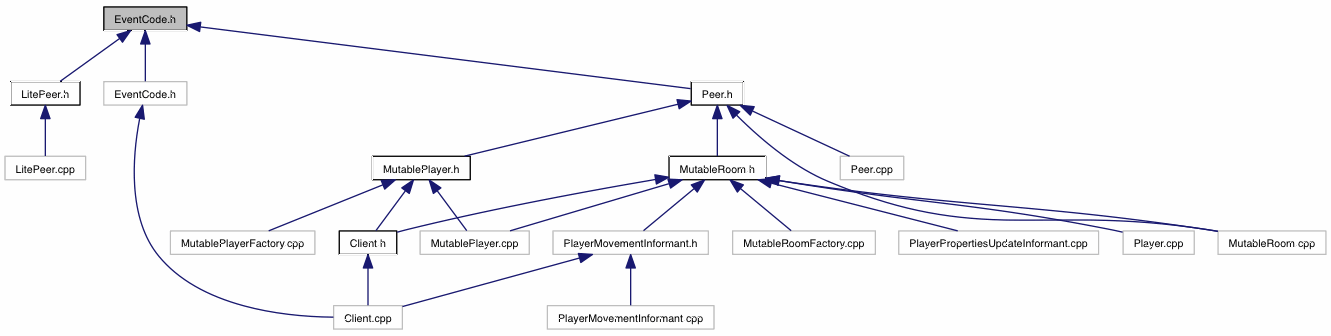 EventCode.h
LitePeer.h
EventCode.h
Peer.h
LitePeer.cpp
MutablePlayer.h
MutableRoom.h
Peer.cpp
MutablePlayerFactory.cpp
Client.h
MutablePlayer.cpp
PlayerMovementInformant.h
MutableRoomFactory.cpp
PlayerPropertiesUpdateInformant.cpp
Player.cpp
MutableRoom.cpp
Client.cpp
PlayerMovementInformant.cpp